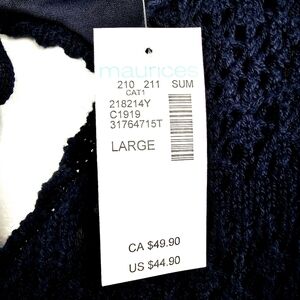 maurices
210 211 SUM
CAT1
218214Y
C1919
31764715T
LARGE
CA $49.90
US $44.90